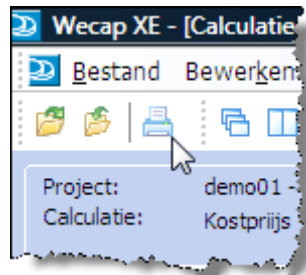 Wecap XE - [Calculatie
Bestand Bewerken
Project: demo01 -
Calculatie: Kostprijs